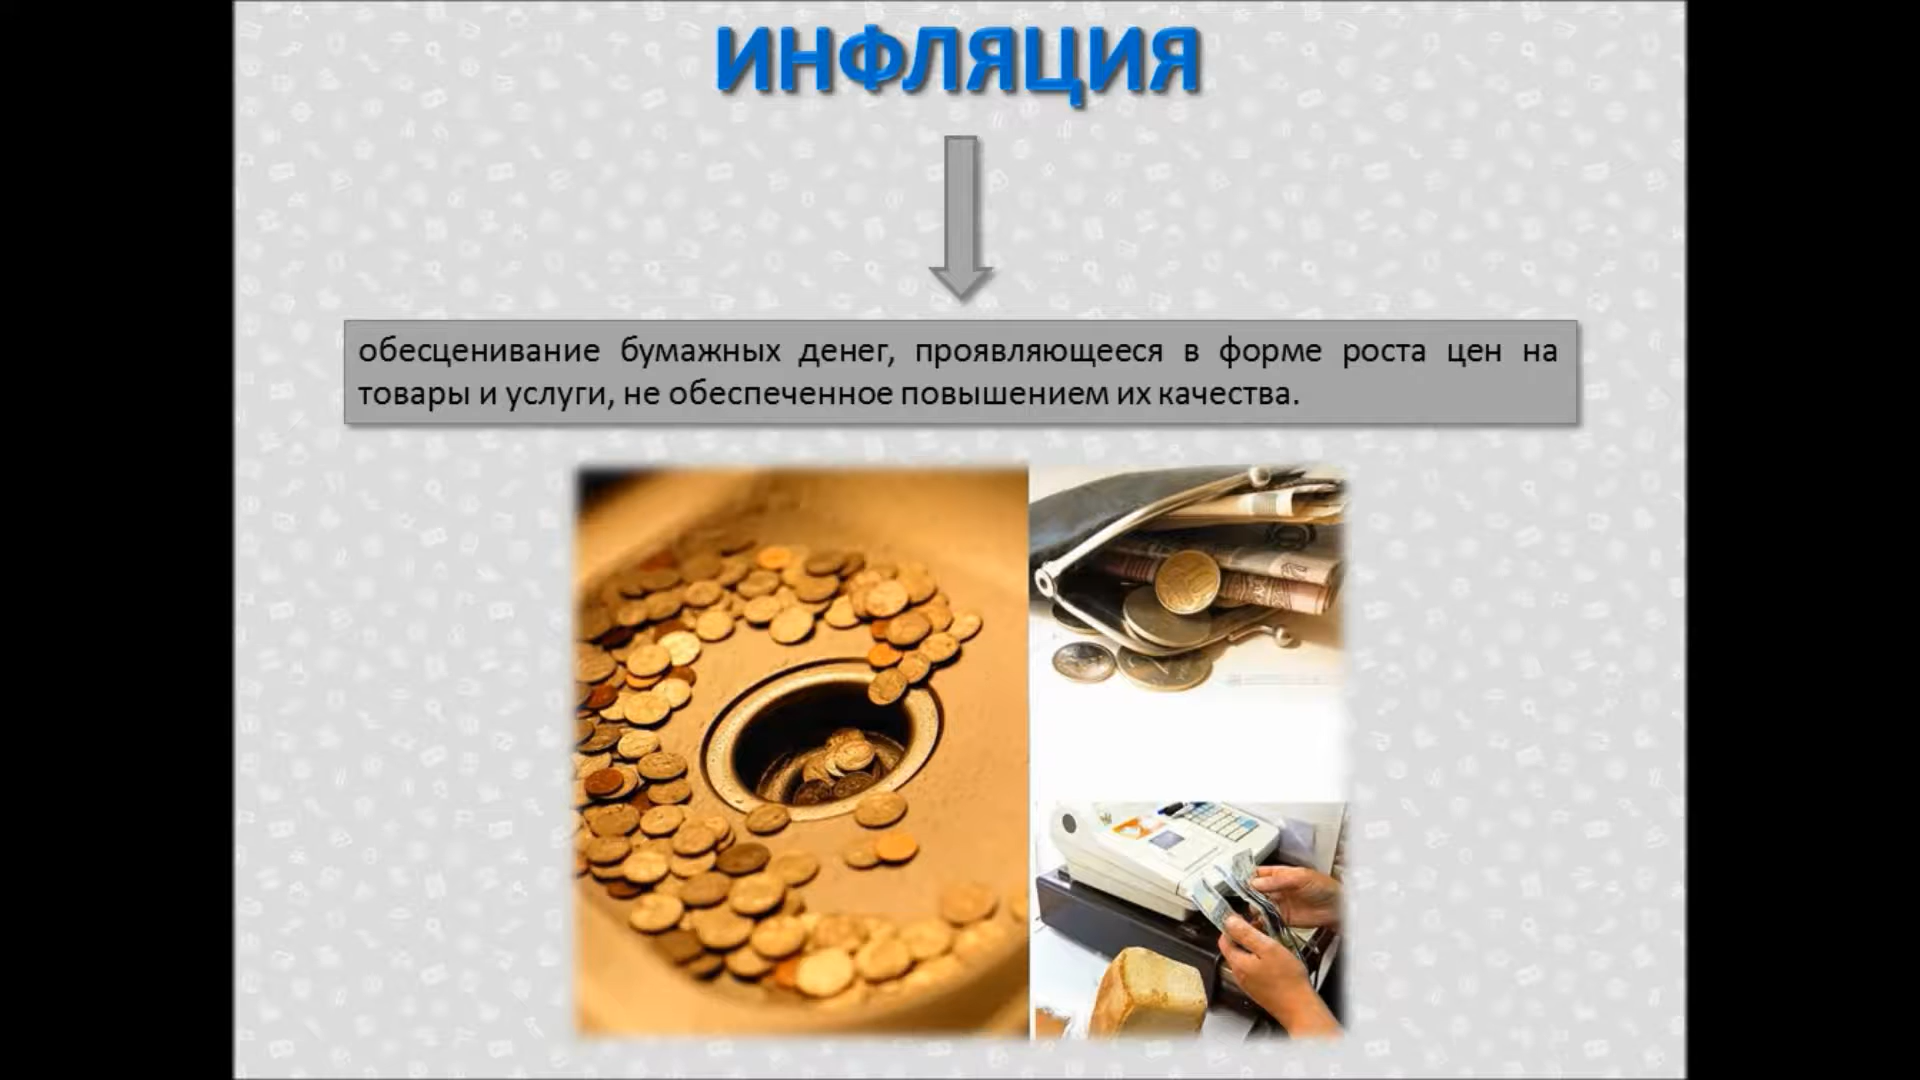 ИНФЛЯЦИЯ
обесценивание бумажных денег, проявляющееся в форме роста цен на
товары и услуги, не обеспеченное повышением их качества.